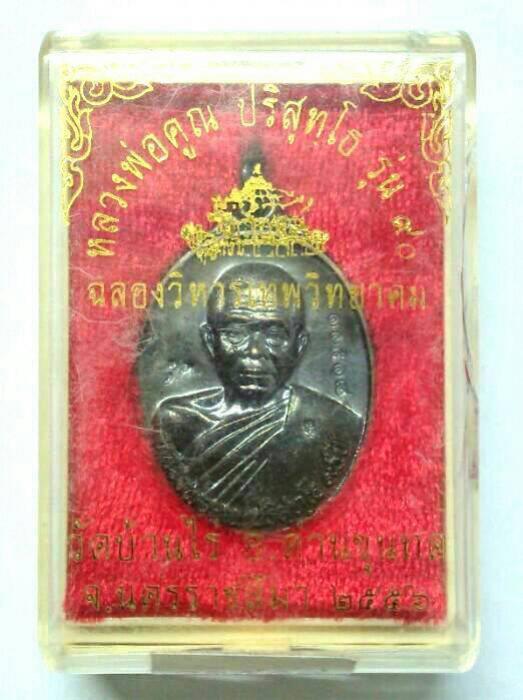 หลวงพ่อคูณ ปริสุทฺโธ รุ่น ๙๐
ฉลองวิหารเทพวิทยาคม
วัดบ้านไร่ อ.ด่านขุนทด
จ.นครราชสีมา ๒๕๕๖